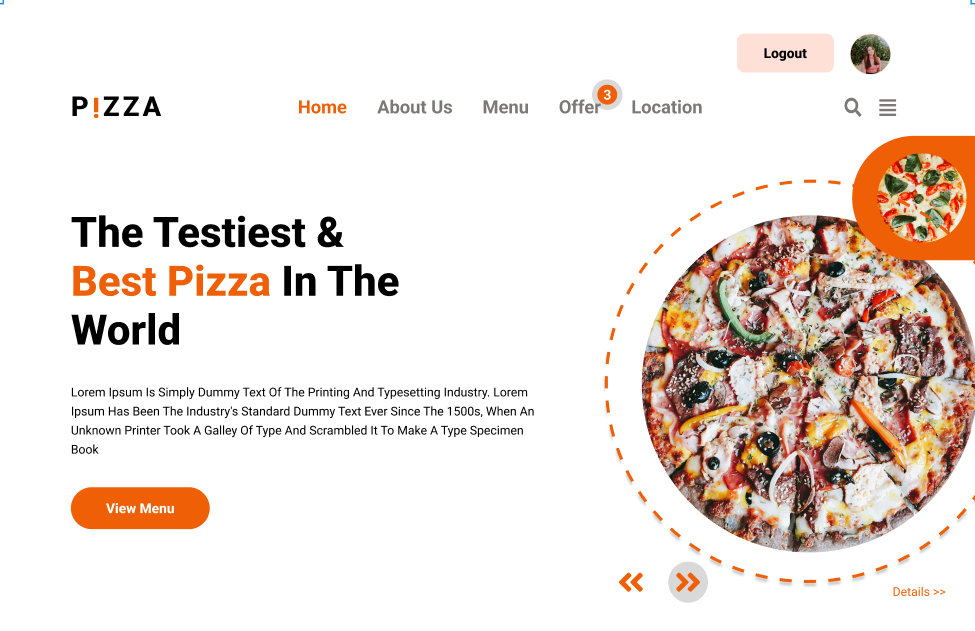 Logout
P!ZZA
Home About Us Menu Offer 3 Location
The Testiest &
Best Pizza In The
World
Lorem Ipsum Is Simply Dummy Text Of The Printing And Typesetting Industry. Lorem
Ipsum Has Been The Industry's Standard Dummy Text Ever Since The 1500s, When An
Unknown Printer Took A Galley Of Type And Scrambled It To Make A Type Specimen
Book
View Menu
Details >>